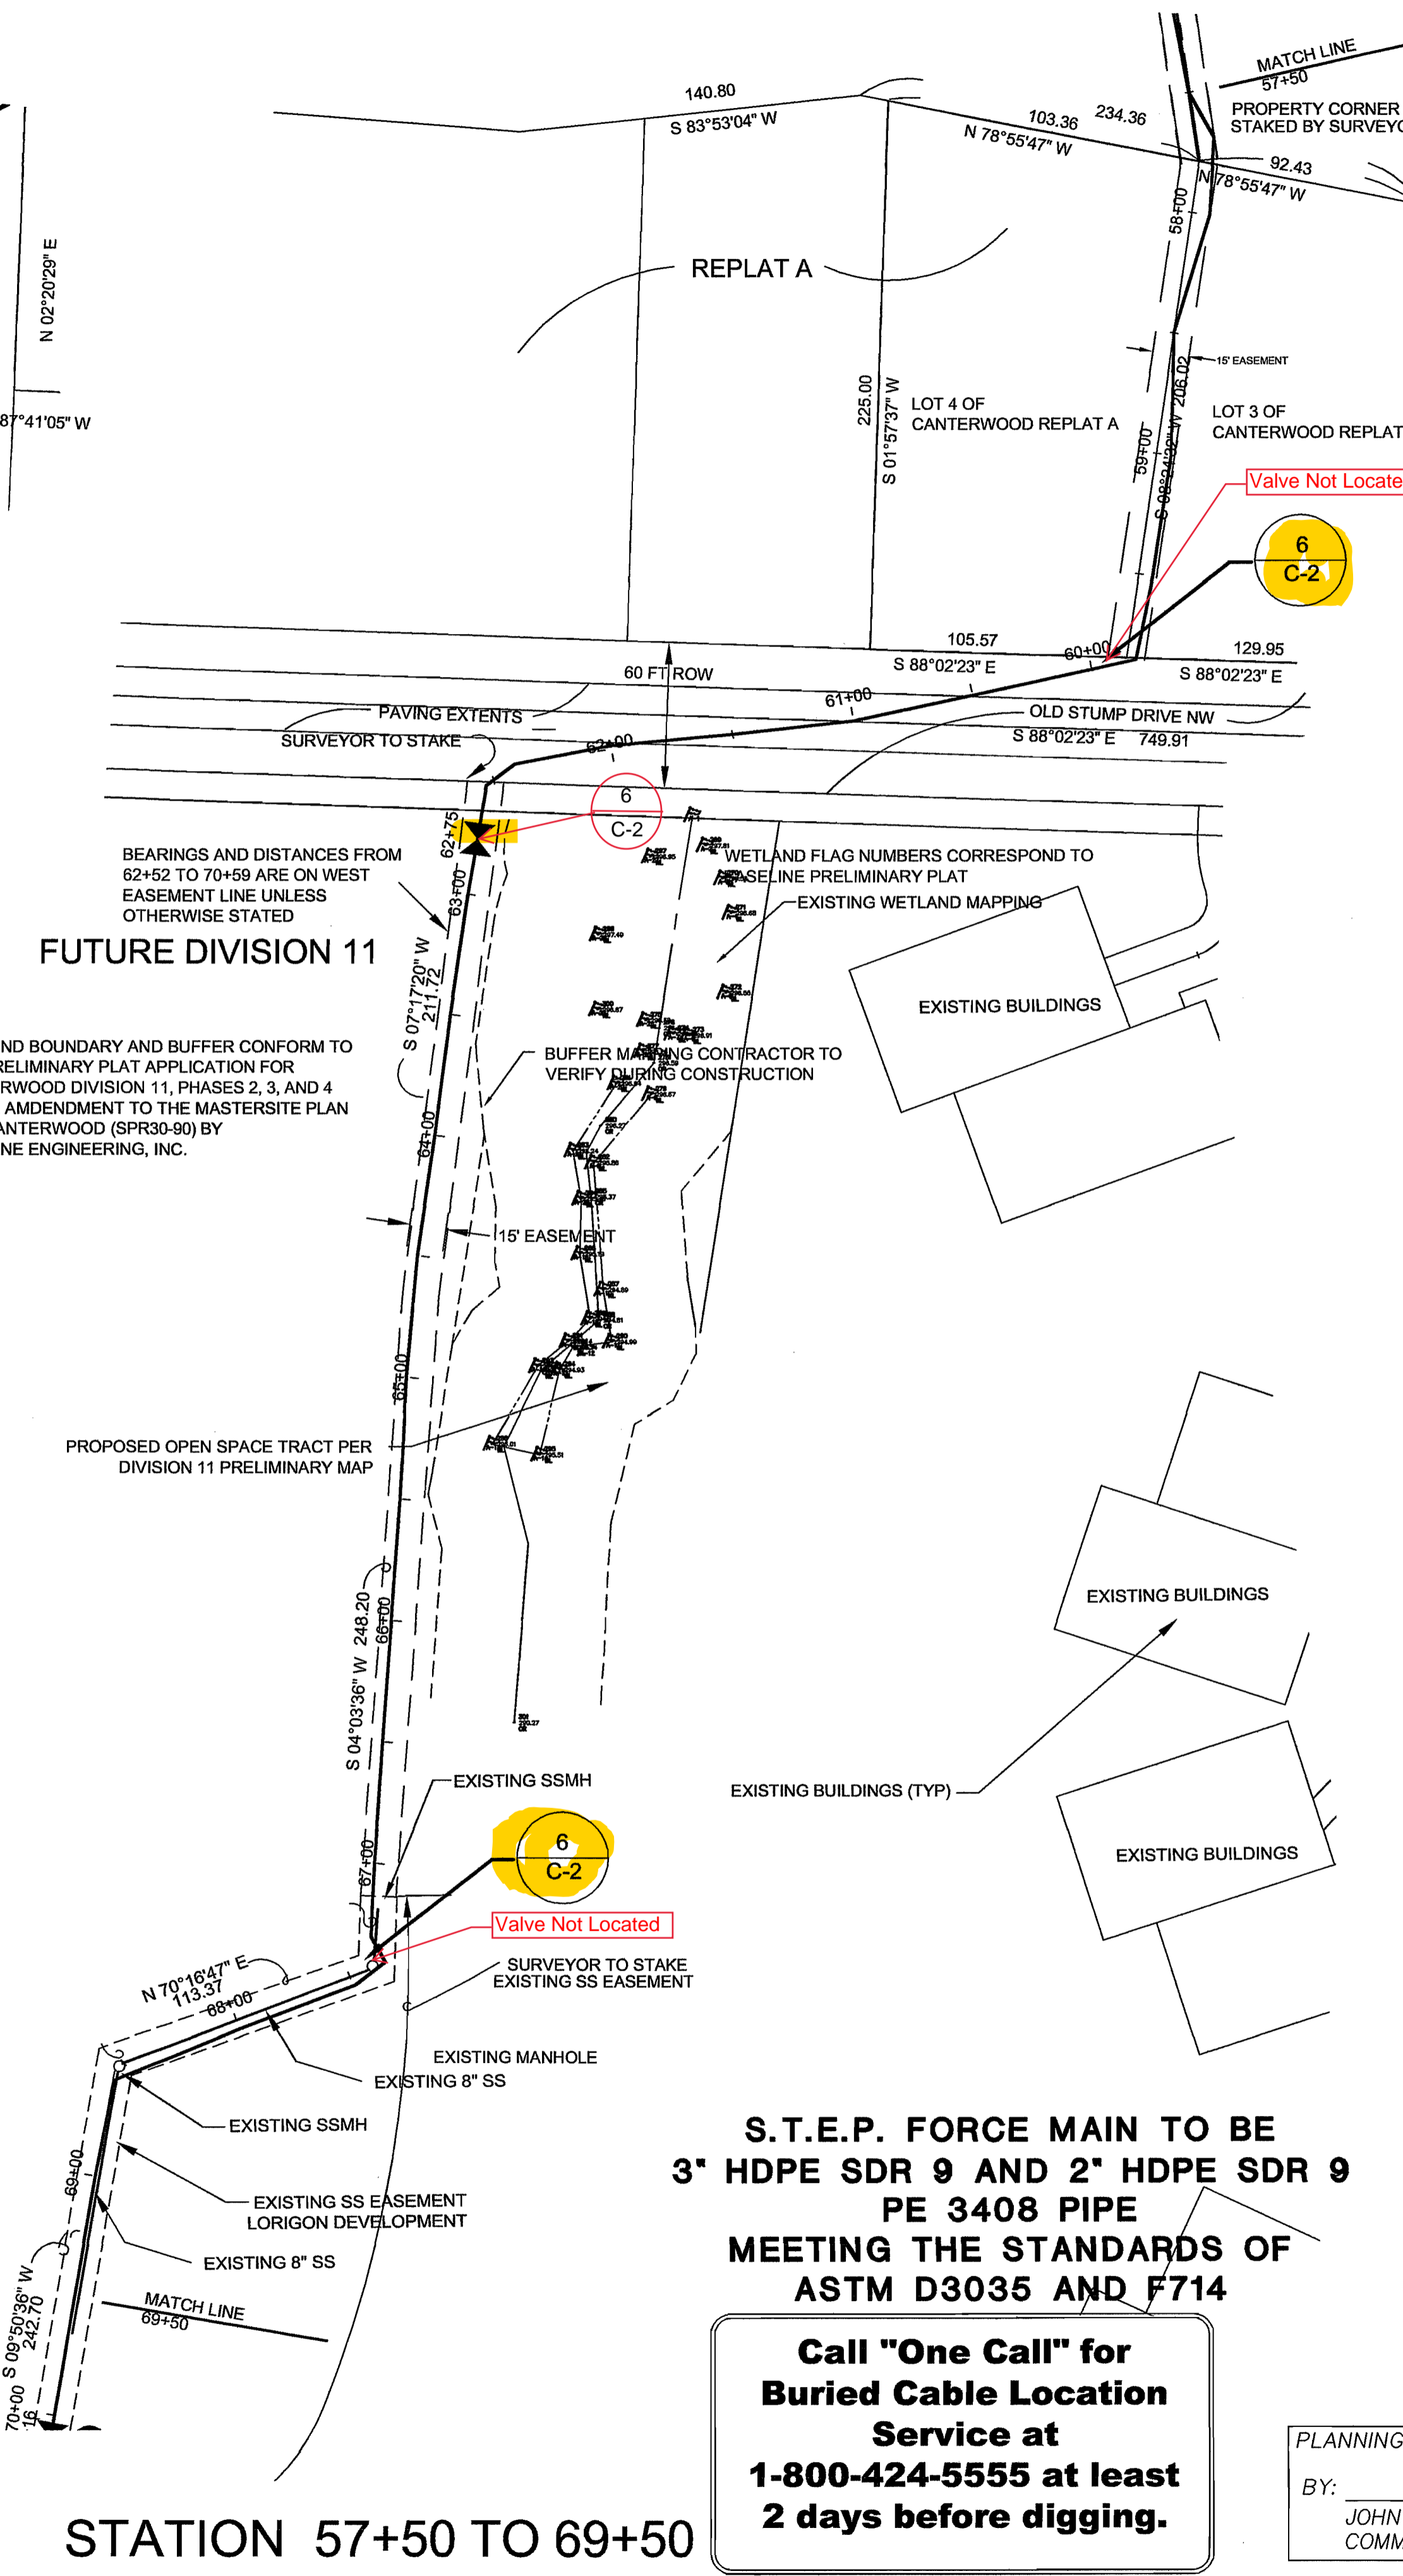 MATCH LINE
57+50
PROPERTY CORNER
STAKED BY
140.80
S 83°53'04" W
103.36
234.36
N 78°55'47" W
92.43
N 78°55'47" W
58+00
N 02°20'29" E
REPLAT A
15' EASEMENT
87°41'05" W
225.00
S 01°57'37" W
LOT 4 OF
CANTERWOOD REPLAT A
206.02
S 08°24'32" W
59+00
LOT 3 OF
CANTERWOOD REPLAT
Valve Not
6
C-2
105.57
60+00
129.95
S 88°02'23" E
S 88°02'23" E
60 FT ROW
61+00
PAVING EXTENTS
OLD STUMP DRIVE NW
SURVEYOR TO STAKE
62+00
S 88°02'23" E 749.91
6
C-2
62+75
BEARINGS AND DISTANCES FROM
62+52 TO 70+59 ARE ON WEST
EASEMENT LINE UNLESS
OTHERWISE STATED
63+00
WETLAND FLAG NUMBERS CORRESPOND TO
BASELINE PRELIMINARY PLAT
EXISTING WETLAND MAPPING
FUTURE DIVISION 11
S 07°17'20" W
211.72
EXISTING BUILDINGS
ND BOUNDARY AND BUFFER CONFORM TO
RELIMINARY PLAT APPLICATION FOR
RWOOD DIVISION 11, PHASES 2, 3, AND 4
AMDENDMENT TO THE MASTERSITE PLAN
ANTERWOOD (SPR30-90) BY
NE ENGINEERING, INC.
BUFFER MAPPING CONTRACTOR TO
VERIFY DURING CONSTRUCTION
64+00
15' EASEMENT
65+00
PROPOSED OPEN SPACE TRACT PER
DIVISION 11 PRELIMINARY MAP
S 04°03'36" W 248.20
66+00
EXISTING BUILDINGS
EXISTING SSMH
EXISTING BUILDINGS (TYP)
6
C-2
67+00
EXISTING BUILDINGS
Valve Not Located
SURVEYOR TO STAKE
EXISTING SS EASEMENT
N 70°16'47" E
113.37
68+00
EXISTING MANHOLE
EXISTING 8" SS
EXISTING SSMH
69+00
EXISTING SS EASEMENT
LORIGON DEVELOPMENT
EXISTING 8" SS
S 09°50'36" W
242.70
MATCH LINE
69+50
70+00
S.T.E.P. FORCE MAIN TO BE
3" HDPE SDR 9 AND 2" HDPE SDR 9
PE 3408 PIPE
MEETING THE STANDARDS OF
ASTM D3035 AND F714
Call "One Call" for
Buried Cable Location
Service at
1-800-424-5555 at least
2 days before digging.
PLANNING
BY:
JOHN
STATION 57+50 TO 69+50